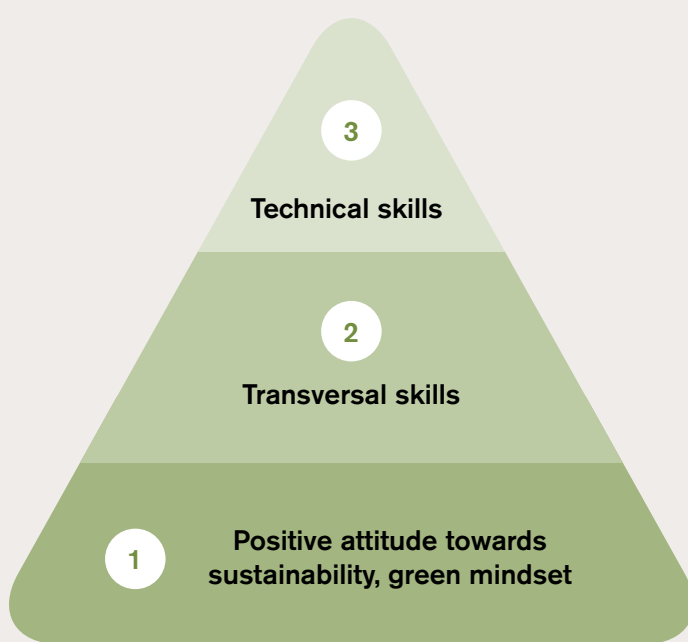 3
Technical skills
2
Transversal skills
1
Positive attitude towards
sustainability, green mindset